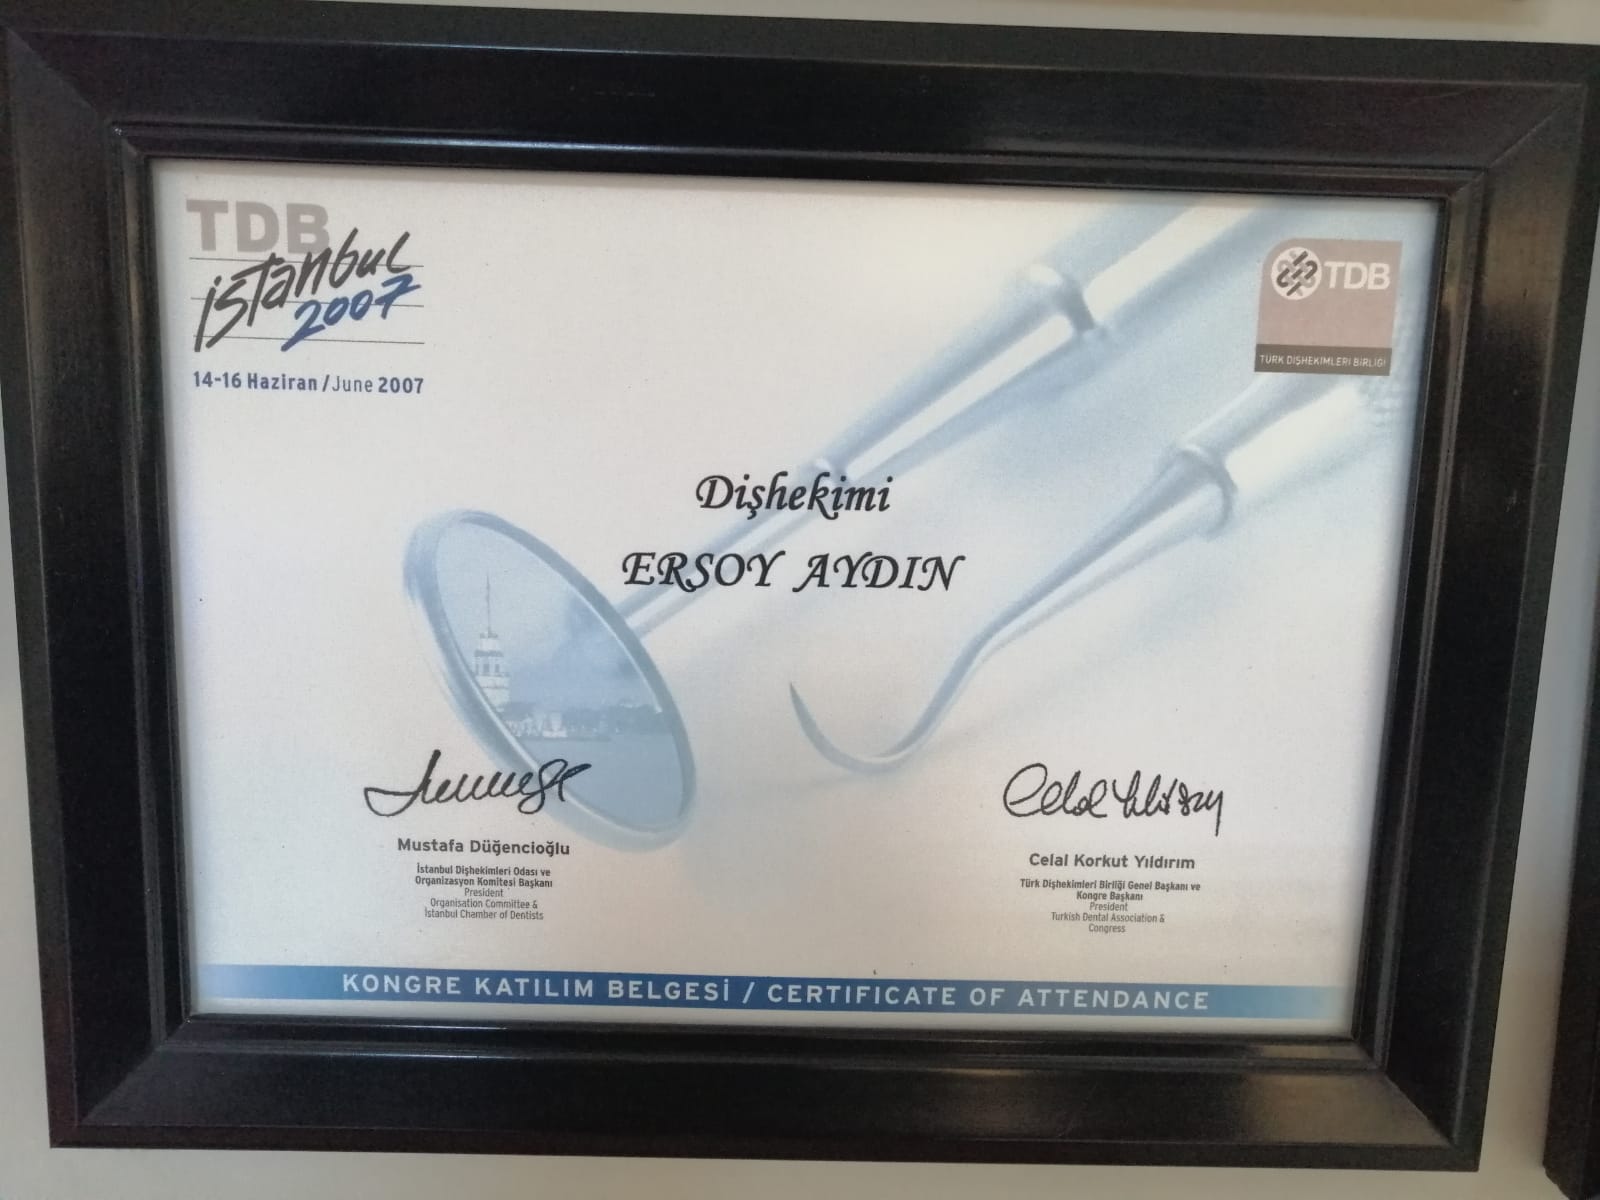 TDB
istanbul
2007
14-16 Haziran / June 2007
TDB
TÜRK DİŞHEKİMLERİ BİRLİĞİ
Dişhekimi
ERSOY AYDIN
Mustafa Düğencioğlu
İstanbul Dişhekimleri Odası ve
Organizasyon Komitesi Başkanı
President
Organisation Committee &
İstanbul Chamber of Dentists
Celal Korkut Yıldırım
Türk Dişhekimleri Birliği Genel Başkanı ve
Kongre Başkanı
President
Turkish Dental Association &
Congress
KONGRE KATILIM BELGESİ / CERTIFICATE OF ATTENDANCE